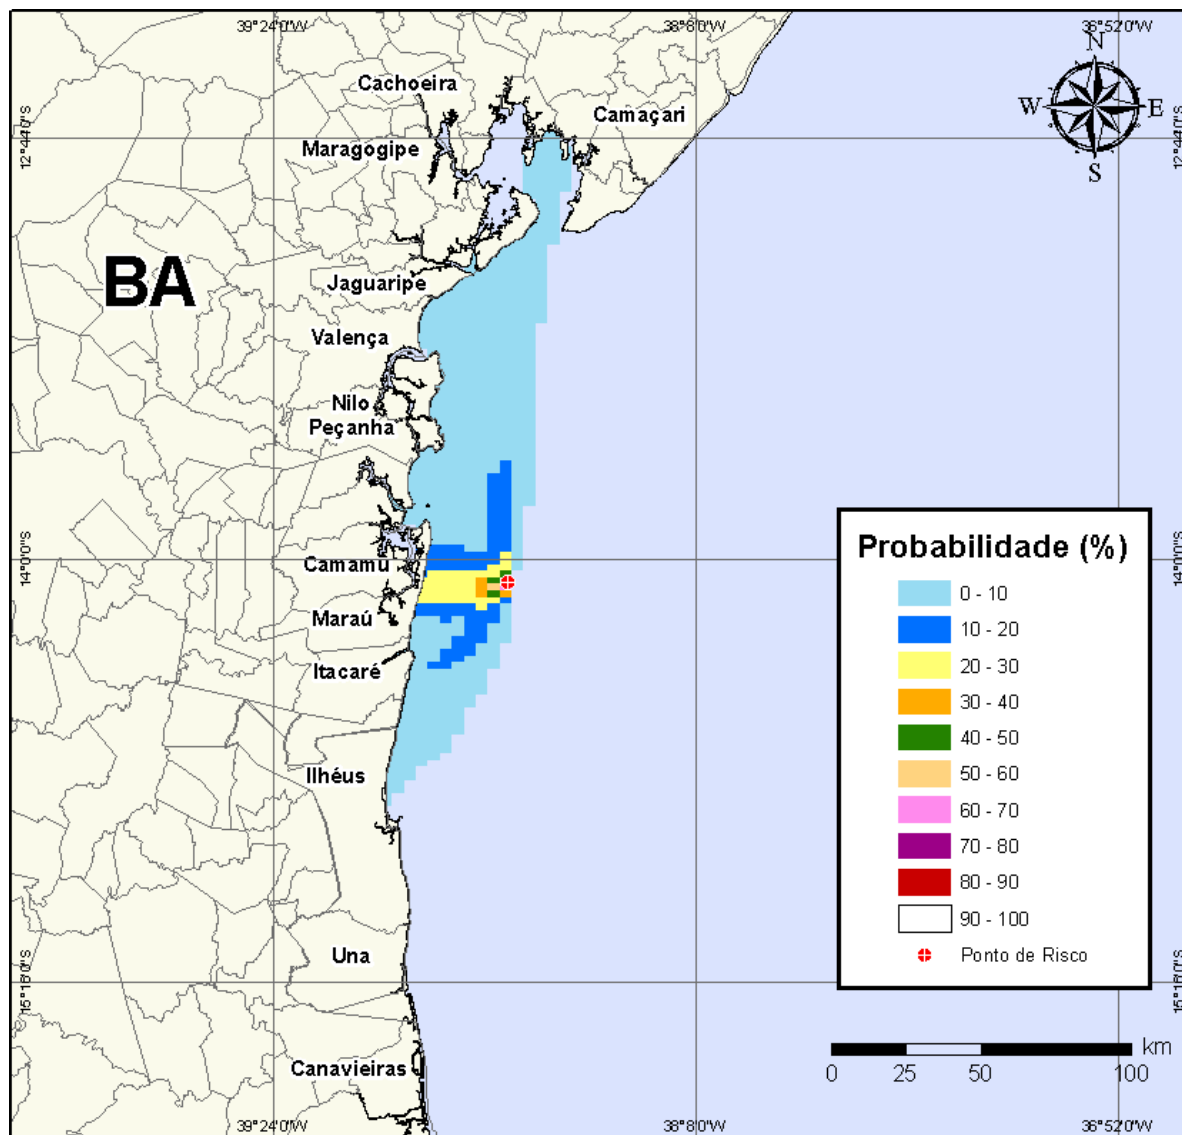 39°24'0"W
38°8'0"W
36°52'0"W
N
W
E
S
Cachoeira
Camaçari
12°44'0"S
12°44'0"S
Maragogipe
BA
Jaguaripe
Valença
Nilo
Peçanha
14°0'0"S
14°0'0"S
Camamú
Maraú
Itacaré
Ilhéus
Una
15°16'0"S
15°16'0"S
Canavieiras
Probabilidade (%)
0 - 10
10 - 20
20 - 30
30 - 40
40 - 50
50 - 60
60 - 70
70 - 80
80 - 90
90 - 100
Ponto de Risco
km
0 25 50 100
39°24'0"W
38°8'0"W
36°52'0"W